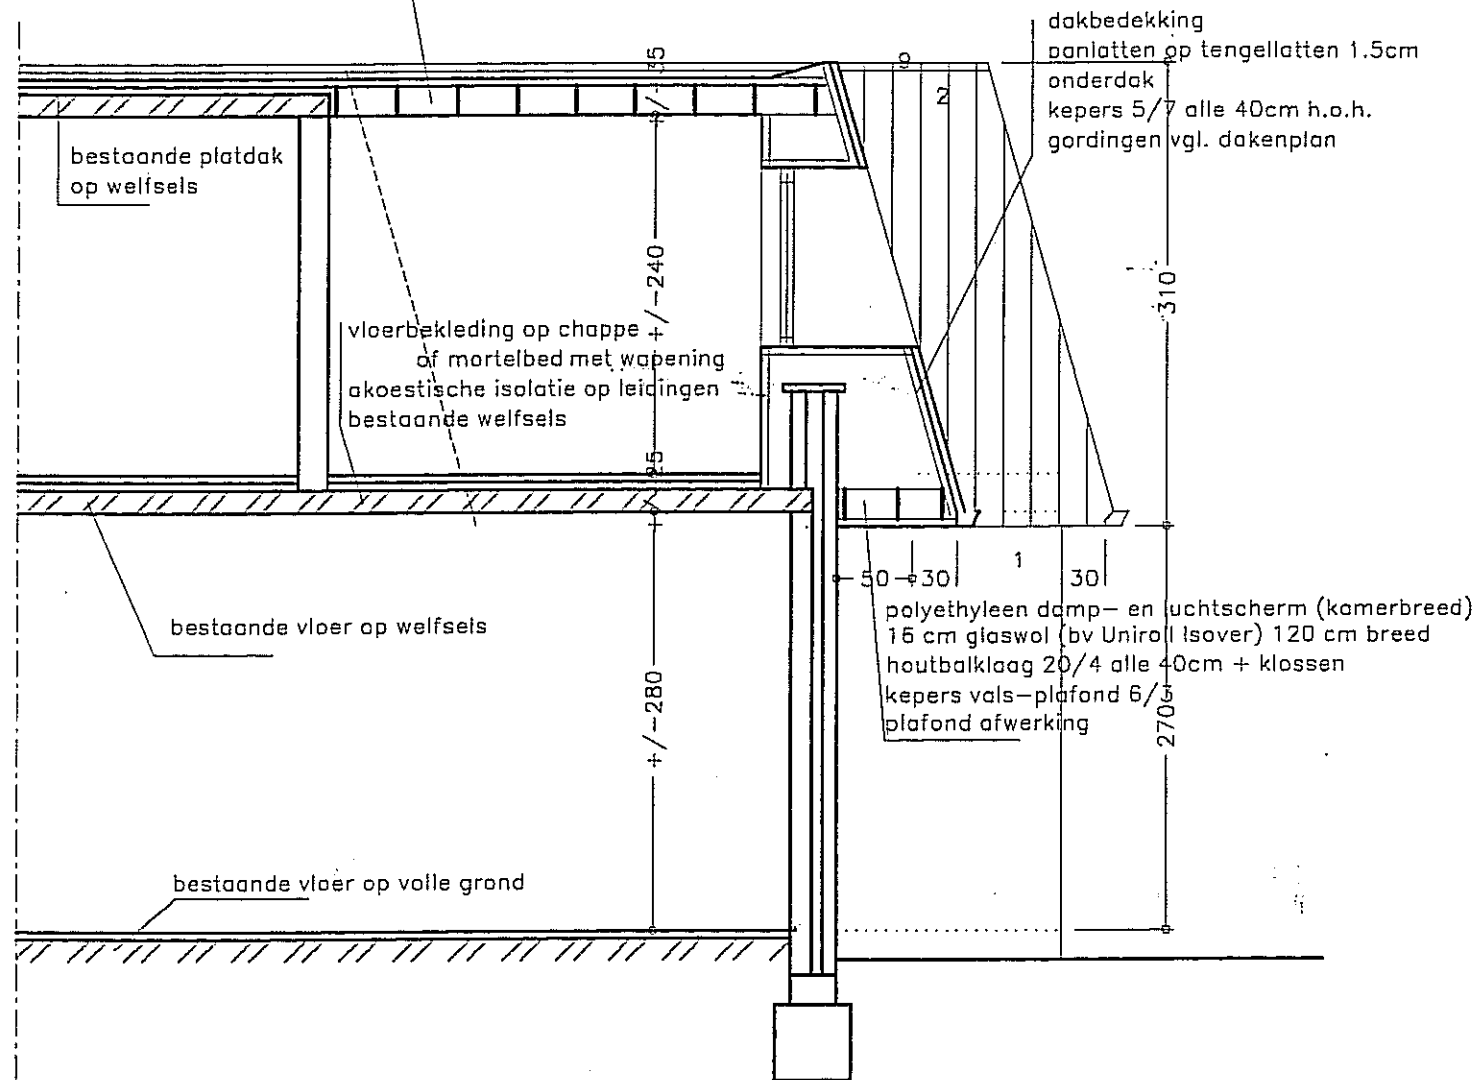 dakbedekking
panlatten op tengellatten 1.5cm
onderdak
kepers 5/7 alle 40cm h.o.h.
gordingen vgl. dakenplan
+/-35
9
2
bestaande platdak
op welfsels
+/-240
310
vloerbekleding op chappe
of mortelbed met wapening
akoestische isolatie op leidingen
bestaande welfsels
+/-25
50
30
1
30
polyethyleen damp- en luchtscherm (kamerbreed)
16 cm glaswol (bv Uniroll Isover) 120 cm breed
houtbalklaag 20/4 alle 40cm + klossen
kepers vals-plafond 6/3
plafond afwerking
bestaande vloer op welfsels
+/-280
270
bestaande vloer op volle grond